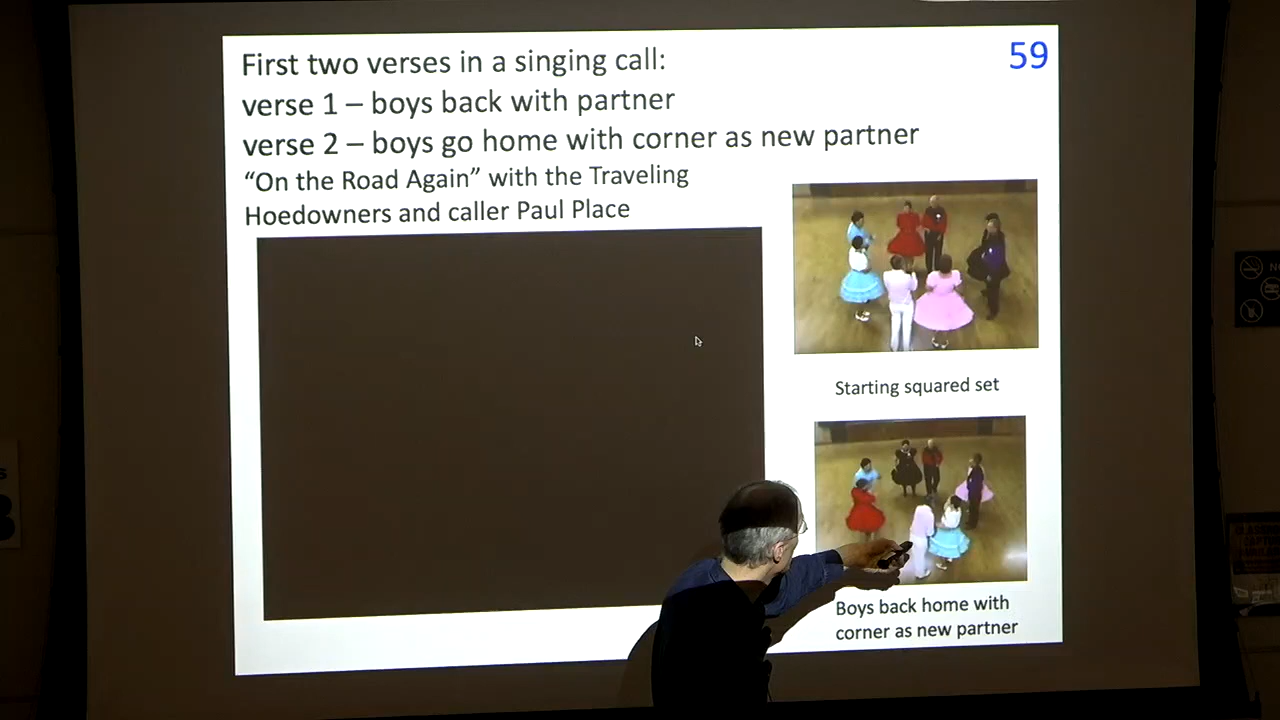 First two verses in a singing call:
59
verse 1 – boys back with partner
verse 2 – boys go home with corner as new partner
“On the Road Again” with the Traveling
Hoedowners and caller Paul Place
Starting squared set
Boys back home with
corner as new partner